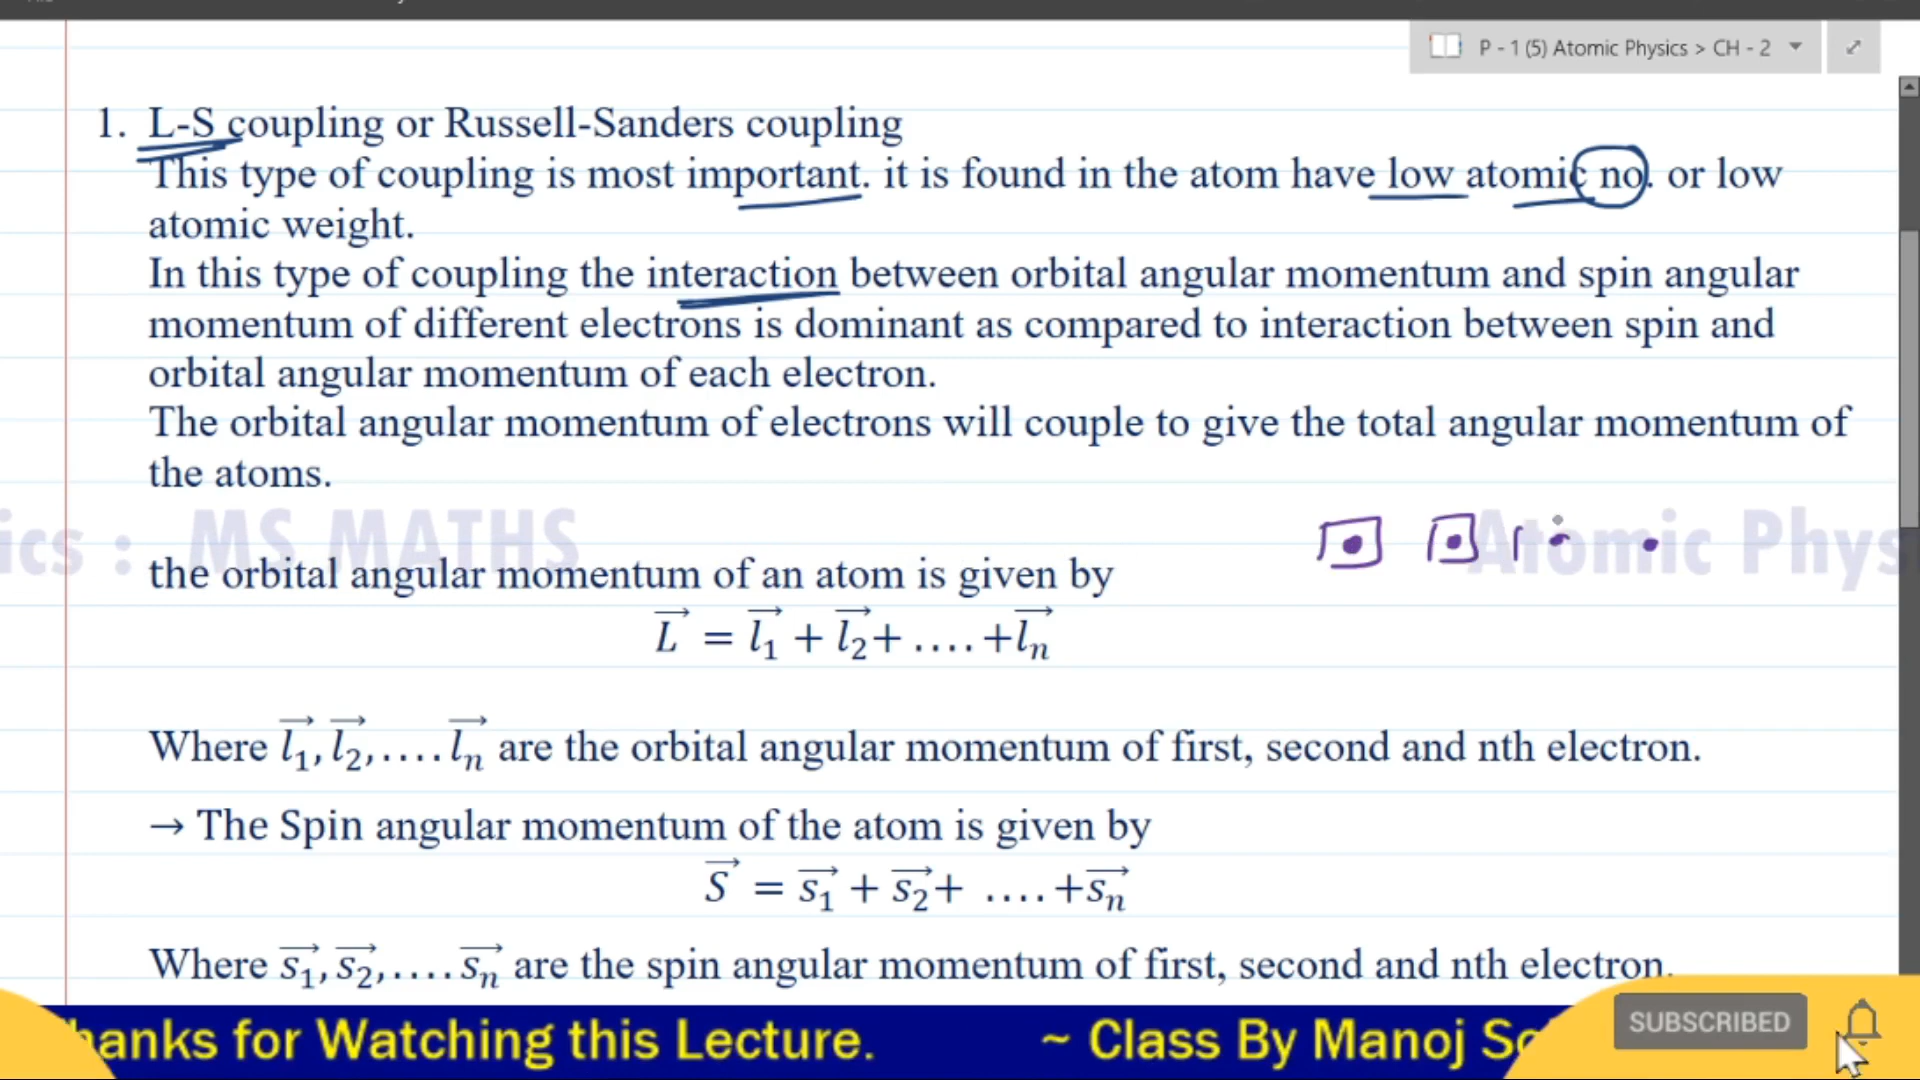 P - 1 (5) Atomic Physics > CH - 2
1. L-S coupling or Russell-Sanders coupling
This type of coupling is most important. it is found in the atom have low atomic no. or low
atomic weight.
In this type of coupling the interaction between orbital angular momentum and spin angular
momentum of different electrons is dominant as compared to interaction between spin and
orbital angular momentum of each electron.
The orbital angular momentum of electrons will couple to give the total angular momentum of
the atoms.
ics : MS MATHS Atomic Phys
the orbital angular momentum of an atom is given by
L⃗ = l₁⃗ + l₂⃗+ ....+lₙ⃗
Where l₁⃗, l₂⃗,....lₙ⃗ are the orbital angular momentum of first, second and nth electron.
→ The Spin angular momentum of the atom is given by
S⃗ = s₁⃗ + s₂⃗+ ....+sₙ⃗
Where s₁⃗, s₂⃗,....sₙ⃗ are the spin angular momentum of first, second and nth electron.
hanks for Watching this Lecture. ~ Class By Manoj
SUBSCRIBED